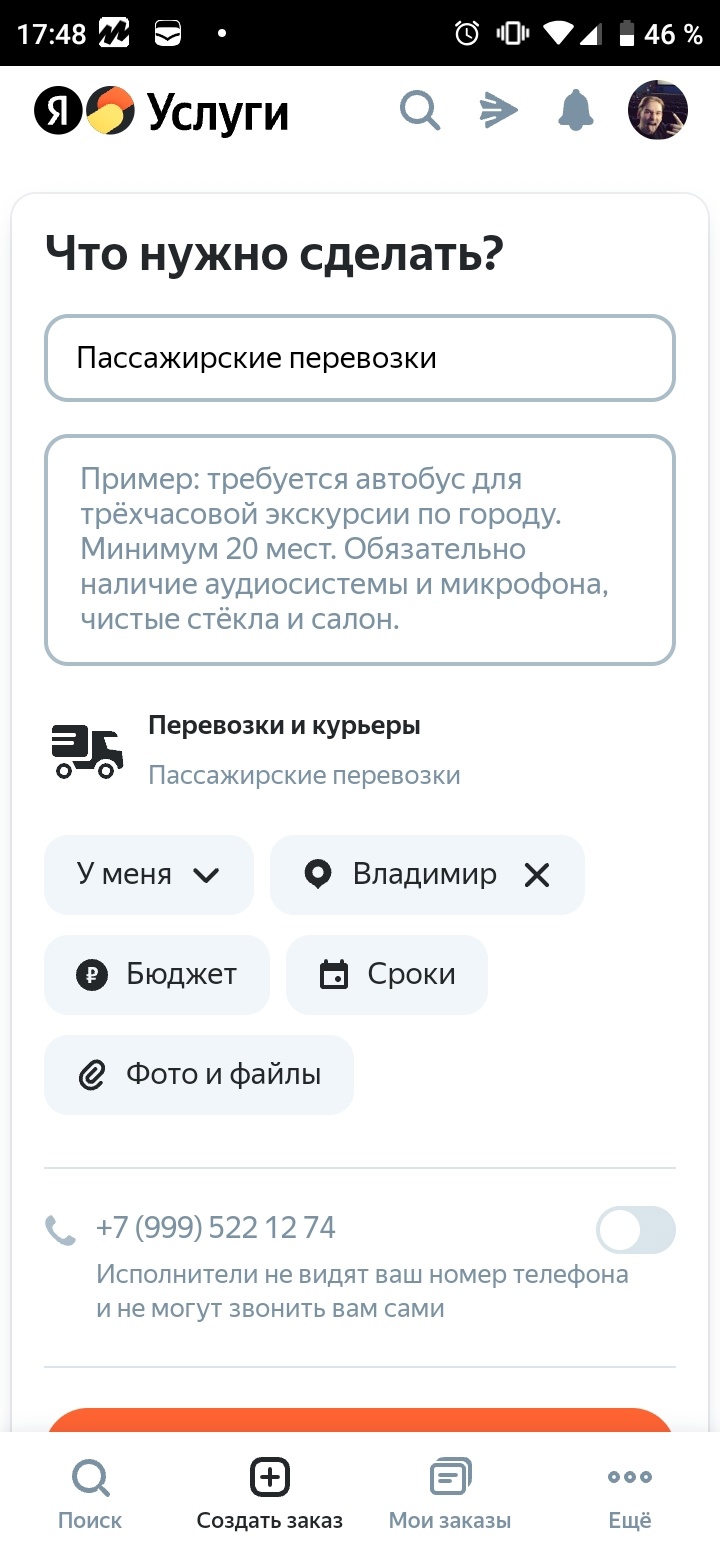 17:48
46 %
Я Услуги
Что нужно сделать?
Пассажирские перевозки
Пример: требуется автобус для
трёхчасовой экскурсии по городу.
Минимум 20 мест. Обязательно
наличие аудиосистемы и микрофона,
чистые стёкла и салон.
Перевозки и курьеры
Пассажирские перевозки
У меня
Владимир
₽ Бюджет
Сроки
Фото и файлы
+7 (999) 522 12 74
Исполнители не видят ваш номер телефона
и не могут звонить вам сами
Поиск
Создать заказ
Мои заказы
Ещё